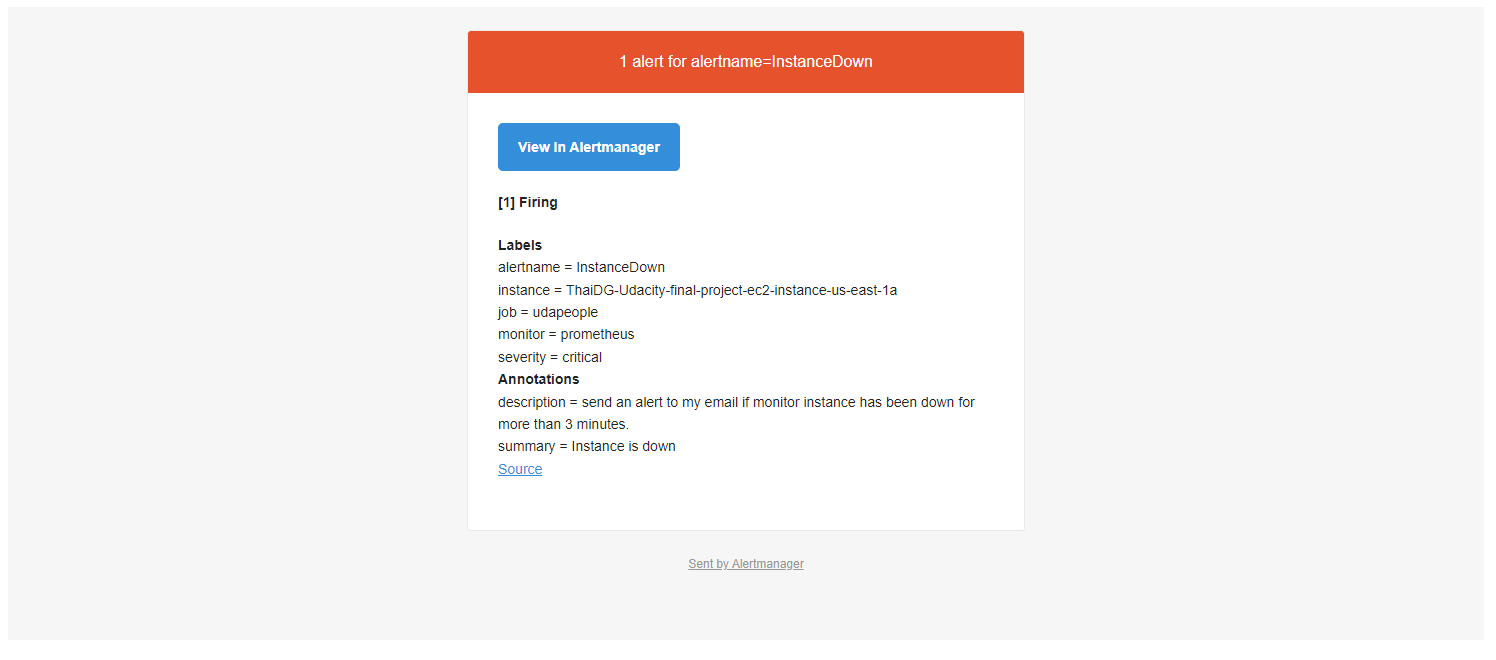 1 alert for alertname=InstanceDown
View In Alertmanager
[1] Firing
Labels
alertname = InstanceDown
instance = ThaiDG-Udacity-final-project-ec2-instance-us-east-1a
job = udapeople
monitor = prometheus
severity = critical
Annotations
description = send an alert to my email if monitor instance has been down for
more than 3 minutes.
summary = Instance is down
Source
Sent by Alertmanager